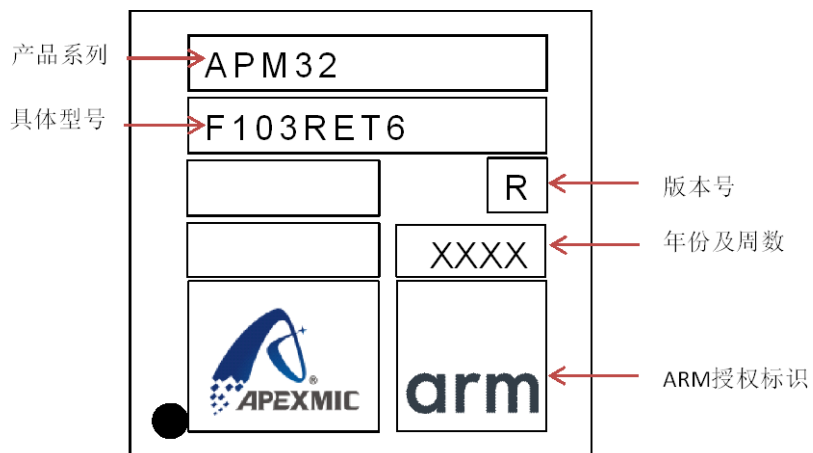 产品系列
APM32
具体型号
F103RET6
R
版本号
XXXX
年份及周数
APEXMIC
®
arm
ARM授权标识